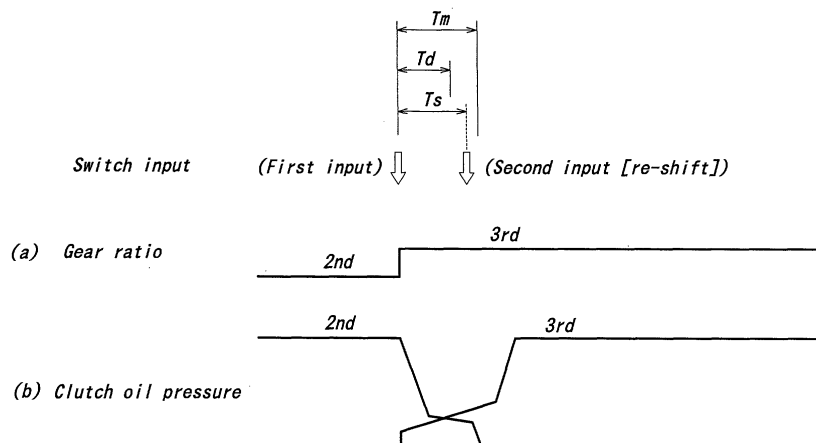 Tm
Td
Ts
Switch input (First input) (Second input [re-shift])
3rd
(a) Gear ratio
2nd
2nd 3rd
(b) Clutch oil pressure